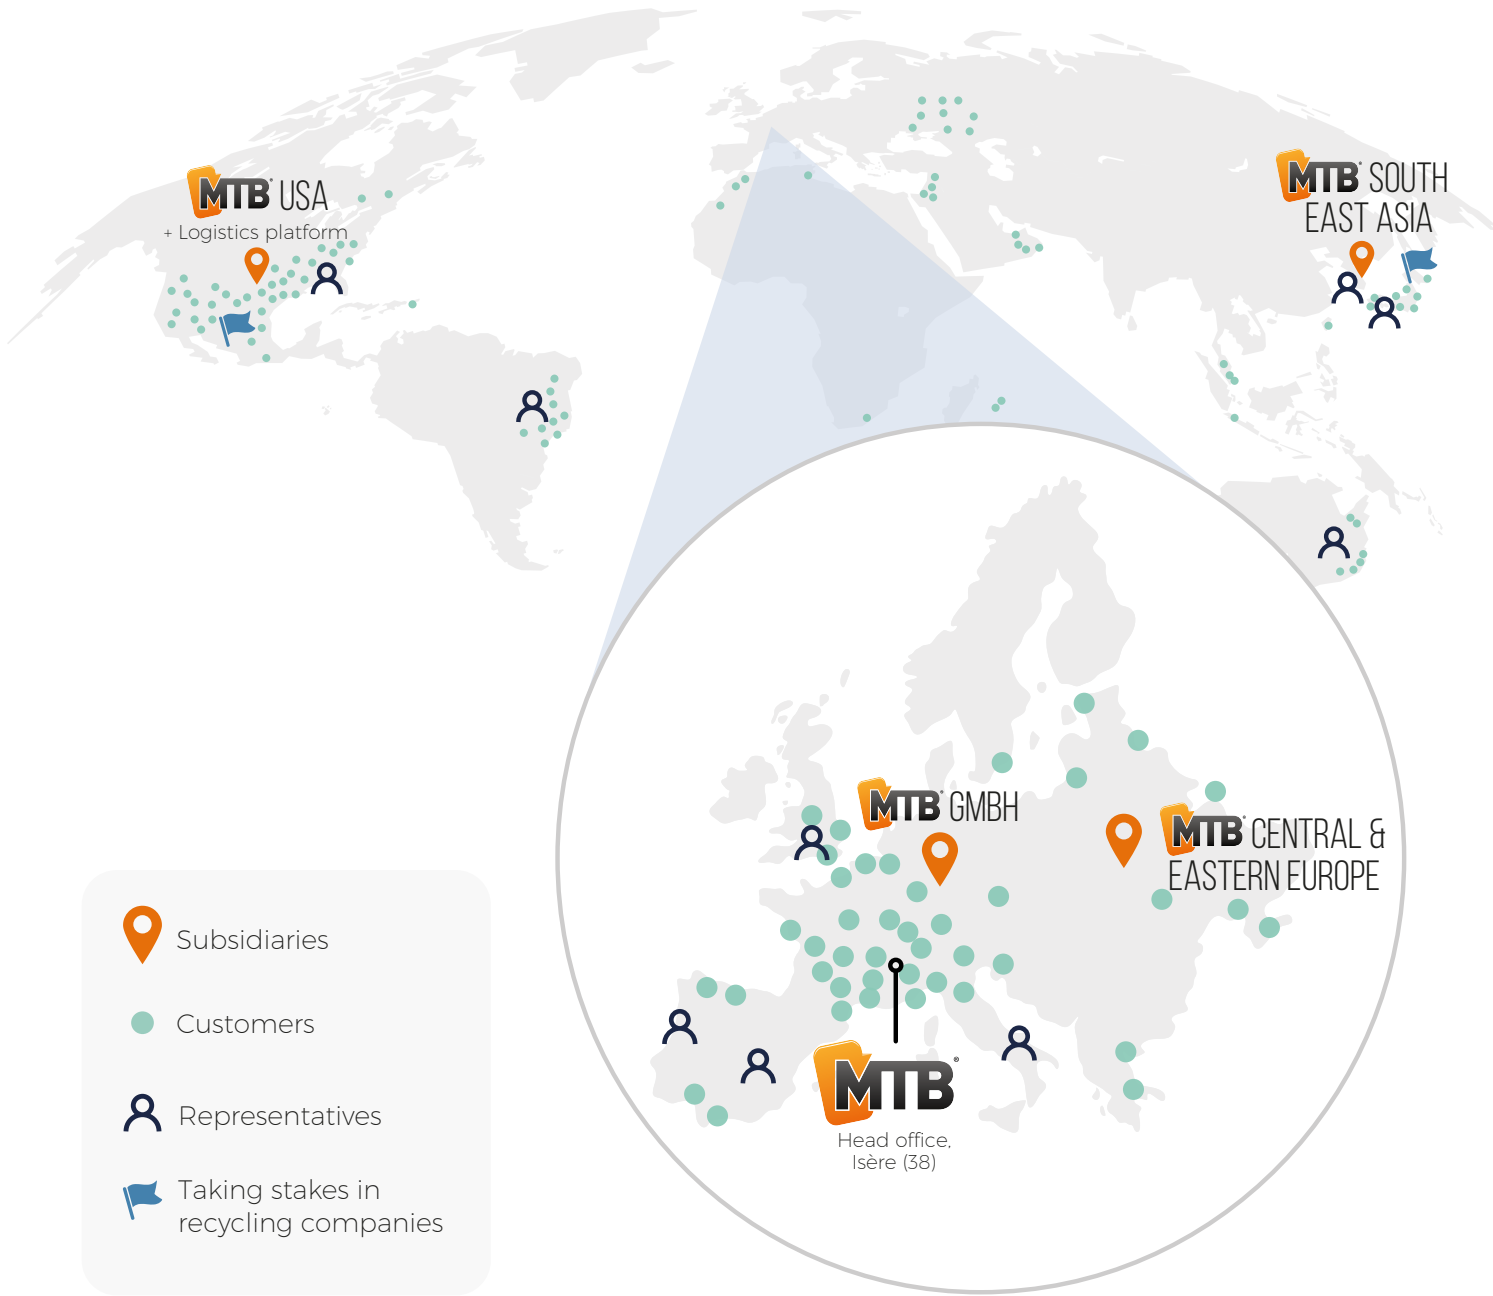 MTB® USA
+ Logistics platform
MTB® SOUTH
EAST ASIA
MTB® GMBH
MTB® CENTRAL &
EASTERN EUROPE
MTB®
Head office,
Isère (38)
Subsidiaries
Customers
Representatives
Taking stakes in
recycling companies